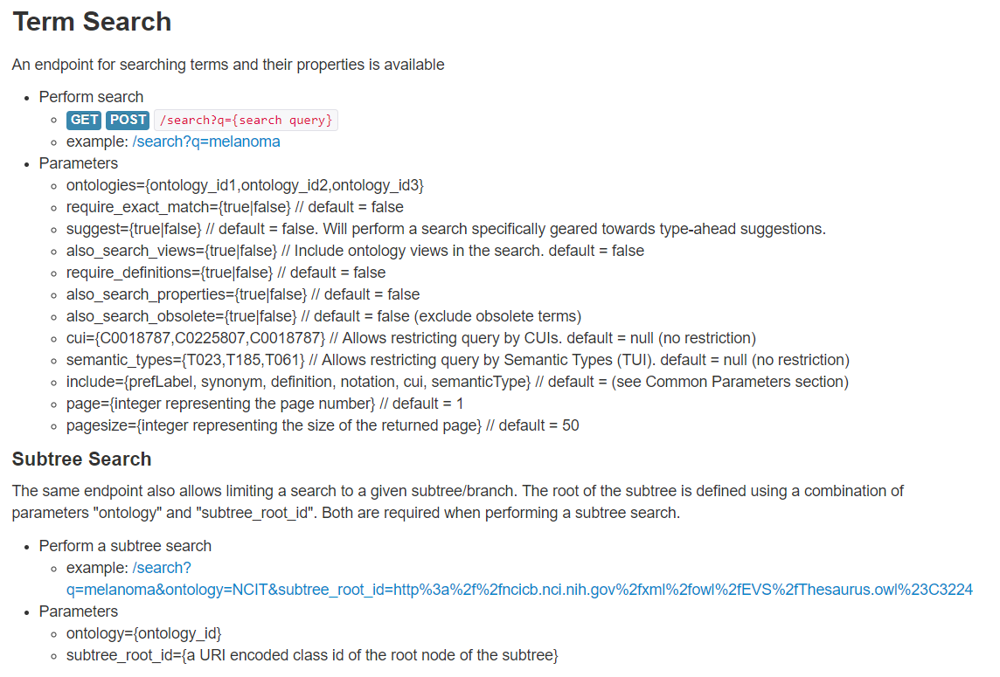 Term Search
An endpoint for searching terms and their properties is available
• Perform search
◦ GET POST /search?q={search query}
◦ example: /search?q=melanoma
• Parameters
◦ ontologies={ontology_id1,ontology_id2,ontology_id3}
◦ require_exact_match={true|false} // default = false
◦ suggest={true|false} // default = false. Will perform a search specifically geared towards type-ahead suggestions.
◦ also_search_views={true|false} // Include ontology views in the search. default = false
◦ require_definitions={true|false} // default = false
◦ also_search_properties={true|false} // default = false
◦ also_search_obsolete={true|false} // default = false (exclude obsolete terms)
◦ cui={C0018787,C0225807,C0018787} // Allows restricting query by CUIs. default = null (no restriction)
◦ semantic_types={T023,T185,T061} // Allows restricting query by Semantic Types (TUI). default = null (no restriction)
◦ include={prefLabel, synonym, definition, notation, cui, semanticType} // default = (see Common Parameters section)
◦ page={integer representing the page number} // default = 1
◦ pagesize={integer representing the size of the returned page} // default = 50
Subtree Search
The same endpoint also allows limiting a search to a given subtree/branch. The root of the subtree is defined using a combination of
parameters "ontology" and "subtree_root_id". Both are required when performing a subtree search.
• Perform a subtree search
◦ example: /search?
q=melanoma&ontology=NCIT&subtree_root_id=http%3a%2f%2fncicb.nci.nih.gov%2fxml%2fowl%2fEVS%2fThesaurus.owl%23C3224
• Parameters
◦ ontology={ontology_id}
◦ subtree_root_id={a URI encoded class id of the root node of the subtree}